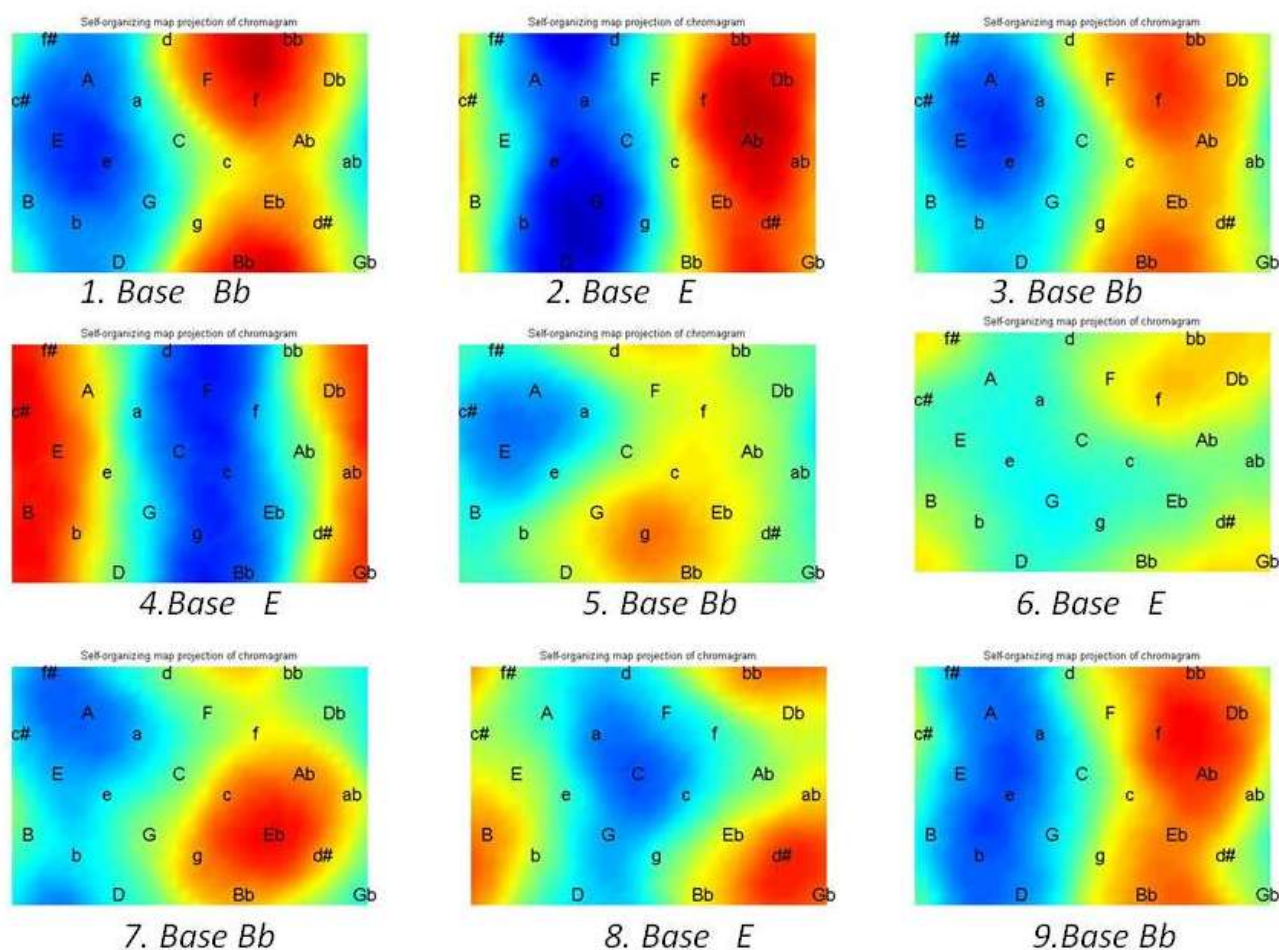 Self-organizing map projection of chromagram
f# d bb
A F Db
c# a f
E C Ab
e c ab
B G Eb
b g d#
D Bb Gb
1. Base Bb
Self-organizing map projection of chromagram
f# d bb
A F Db
c# a f
E C Ab
e c ab
B G Eb
b g d#
D Bb Gb
2. Base E
Self-organizing map projection of chromagram
f# d bb
A F Db
c# a f
E C Ab
e c ab
B G Eb
b g d#
D Bb Gb
3. Base Bb
Self-organizing map projection of chromagram
f# d bb
A F Db
c# a f
E C Ab
e c ab
B G Eb
b g d#
D Bb Gb
4.Base E
Self-organizing map projection of chromagram
f# d bb
A F Db
c# a f
E C Ab
e c ab
B G Eb
b g d#
D Bb Gb
5. Base Bb
Self-organizing map projection of chromagram
f# d bb
A F Db
c# a f
E C Ab
e c ab
B G Eb
b g d#
D Bb Gb
6. Base E
Self-organizing map projection of chromagram
f# d bb
A F Db
c# a f
E C Ab
e c ab
B G Eb
b g d#
D Bb Gb
7. Base Bb
Self-organizing map projection of chromagram
f# d bb
A F Db
c# a f
E C Ab
e c ab
B G Eb
b g d#
D Bb Gb
8. Base E
Self-organizing map projection of chromagram
f# d bb
A F Db
c# a f
E C Ab
e c ab
B G Eb
b g d#
D Bb Gb
9.Base Bb